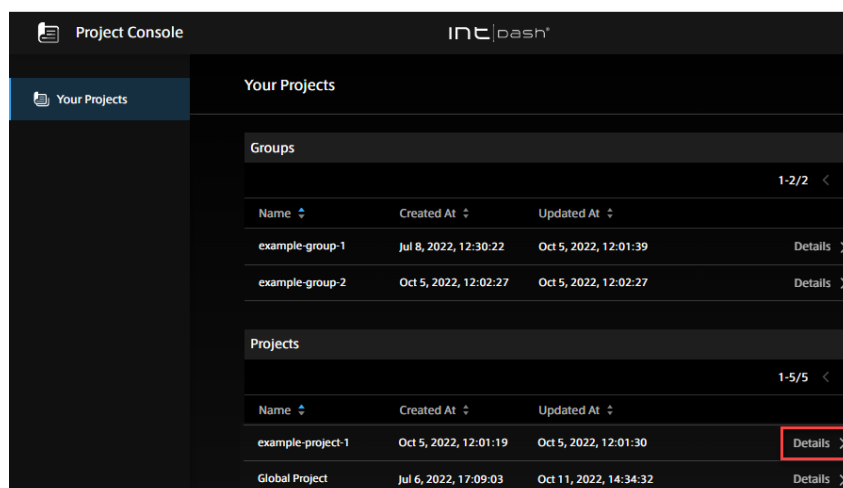 Project Console
INTDASH
Your Projects
Your Projects
Groups
1-2/2
Name Created At Updated At
example-group-1 Jul 8, 2022, 12:30:22 Oct 5, 2022, 12:01:39 Details
example-group-2 Oct 5, 2022, 12:02:27 Oct 5, 2022, 12:02:27 Details
Projects
1-5/5
Name Created At Updated At
example-project-1 Oct 5, 2022, 12:01:19 Oct 5, 2022, 12:01:30 Details
Global Project Jul 6, 2022, 17:09:03 Oct 11, 2022, 14:34:32 Details